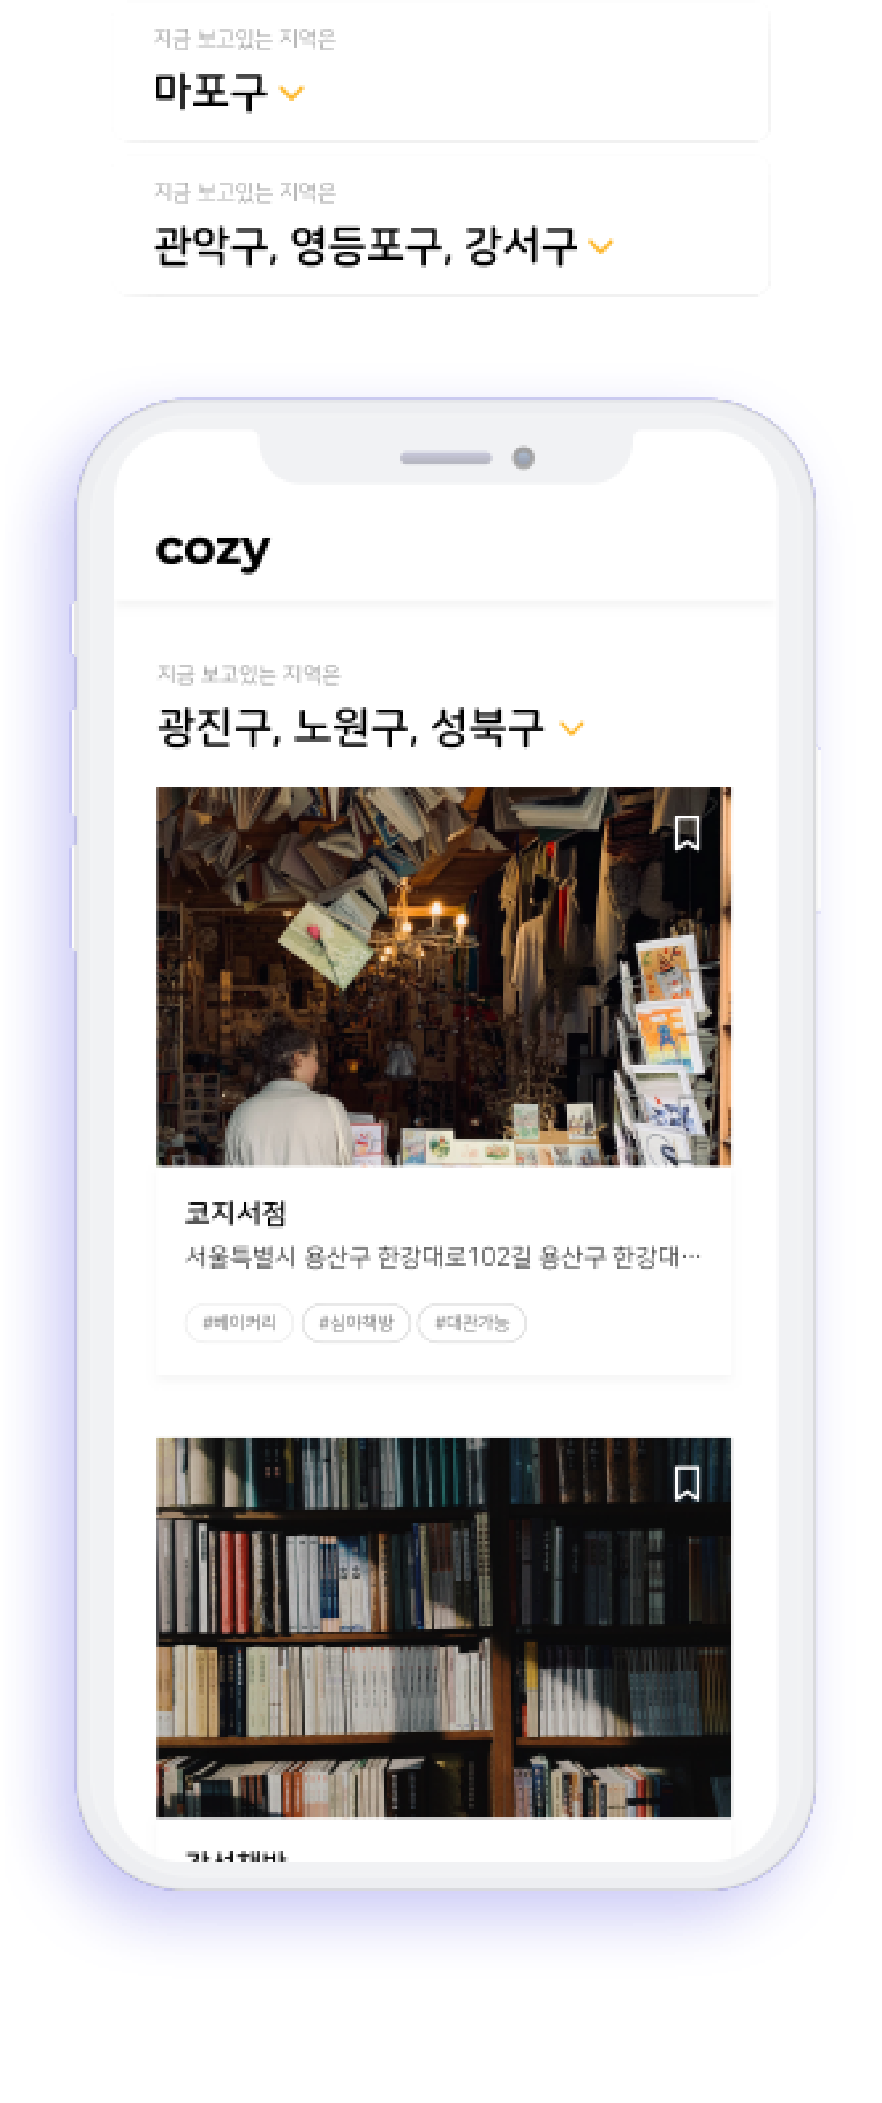 지금 보고있는 지역은
마포구
지금 보고있는 지역은
관악구, 영등포구, 강서구
cozy
지금 보고있는 지역은
광진구, 노원구, 성북구
코지서점
서울특별시 용산구 한강대로102길 용산구 한강대…
#베이커리 #심야책방 #대관가능